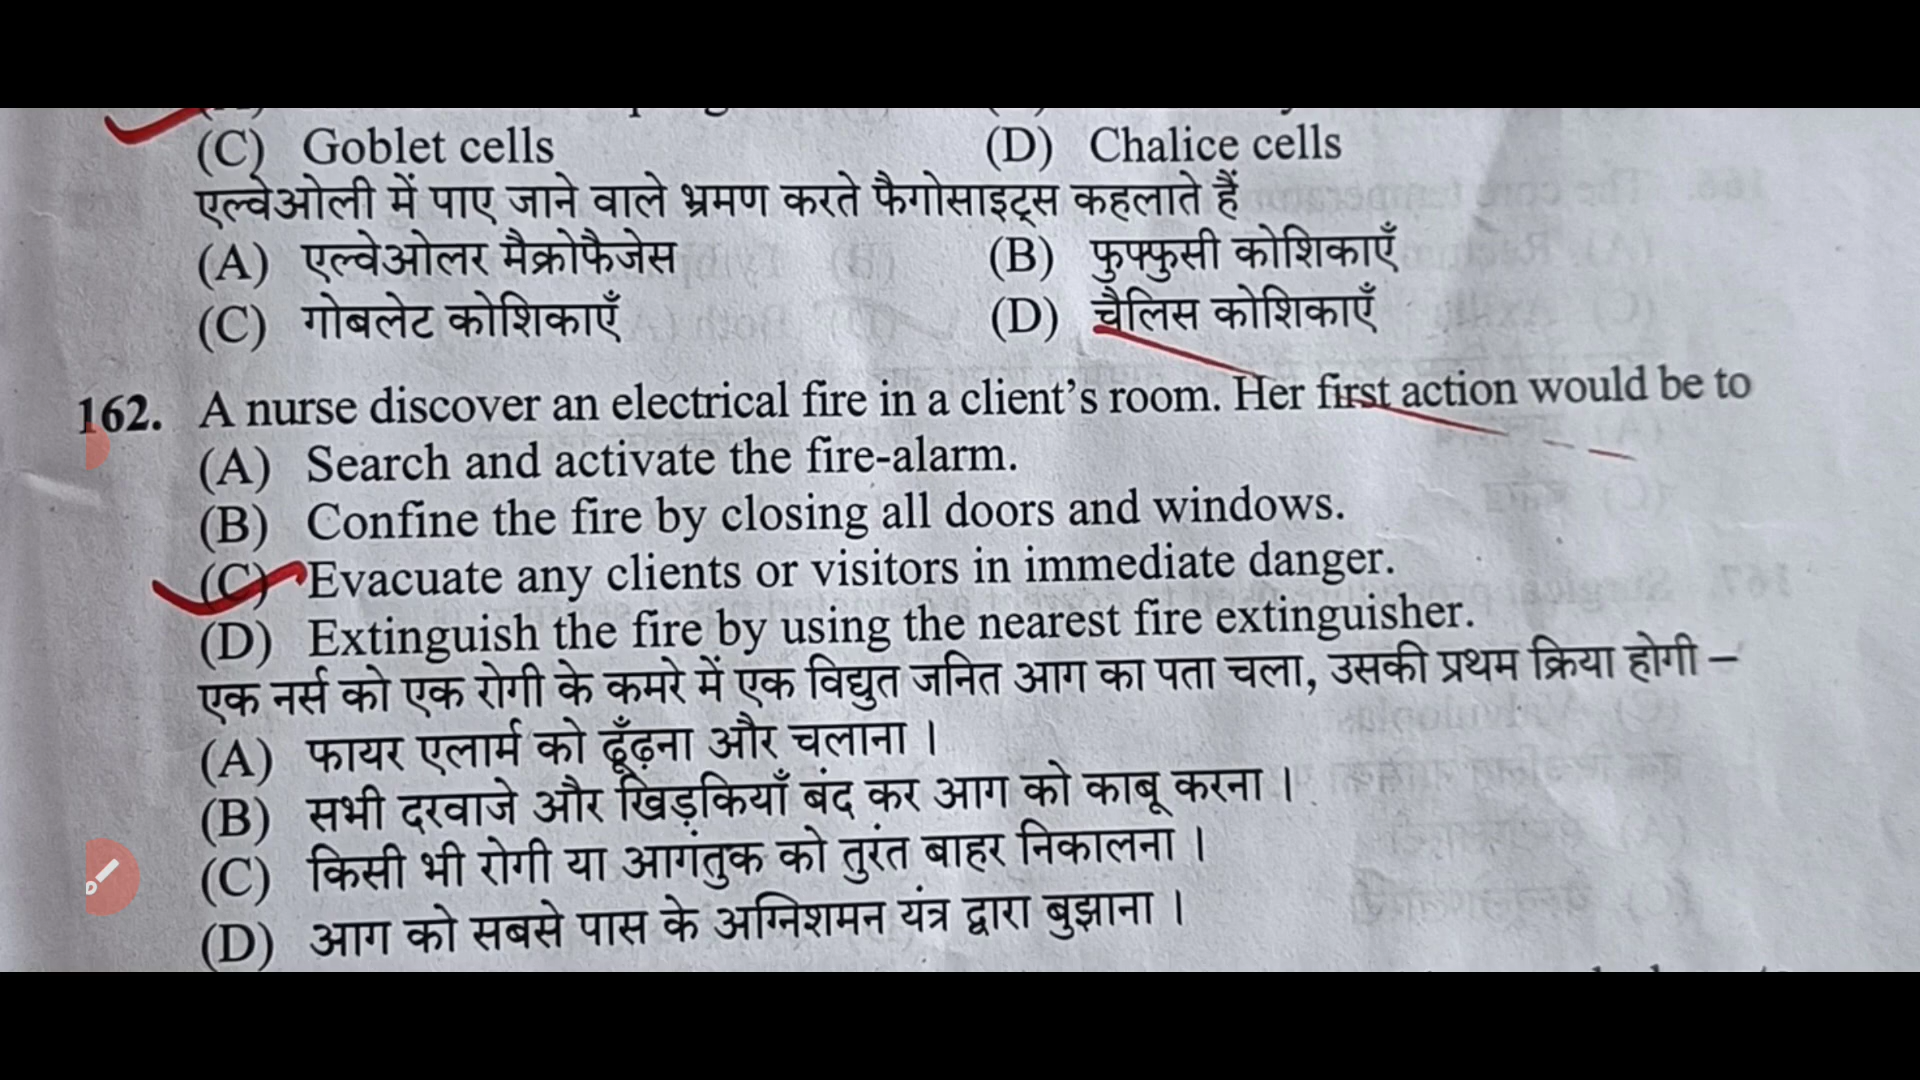 (C) Goblet cells (D) Chalice cells
एल्वेओली में पाए जाने वाले भ्रमण करते फैगोसाइट्स कहलाते हैं
(A) एल्वेओलर मैक्रोफैजेस (B) फुफ्फुसी कोशिकाएँ
(C) गोबलेट कोशिकाएँ (D) चैलिस कोशिकाएँ
162. A nurse discover an electrical fire in a client's room. Her first action would be to
(A) Search and activate the fire-alarm.
(B) Confine the fire by closing all doors and windows.
(C) Evacuate any clients or visitors in immediate danger.
(D) Extinguish the fire by using the nearest fire extinguisher.
एक नर्स को एक रोगी के कमरे में एक विद्युत जनित आग का पता चला, उसकी प्रथम क्रिया होगी –
(A) फायर एलार्म को ढूँढ़ना और चलाना ।
(B) सभी दरवाजे और खिड़कियाँ बंद कर आग को काबू करना ।
(C) किसी भी रोगी या आगंतुक को तुरंत बाहर निकालना ।
(D) आग को सबसे पास के अग्निशमन यंत्र द्वारा बुझाना ।